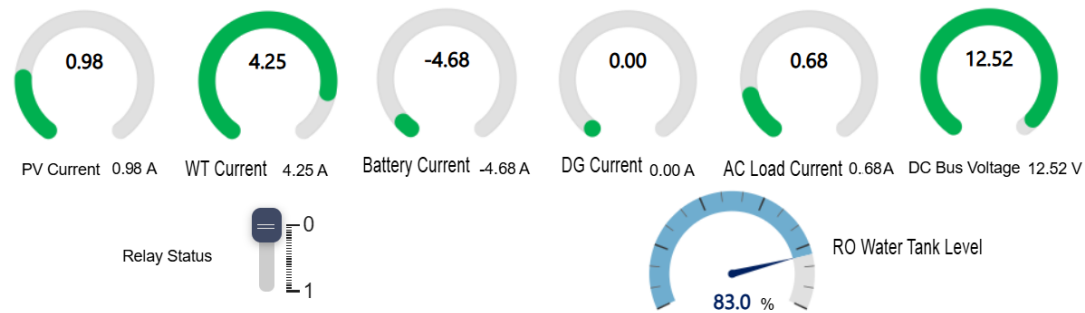 0.98 4.25 -4.68 0.00 0.68 12.52
PV Current 0.98 A WT Current 4.25 A Battery Current -4.68 A DG Current 0.00 A AC Load Current 0.68A DC Bus Voltage 12.52 V
0
Relay Status
1
RO Water Tank Level
83.0 %